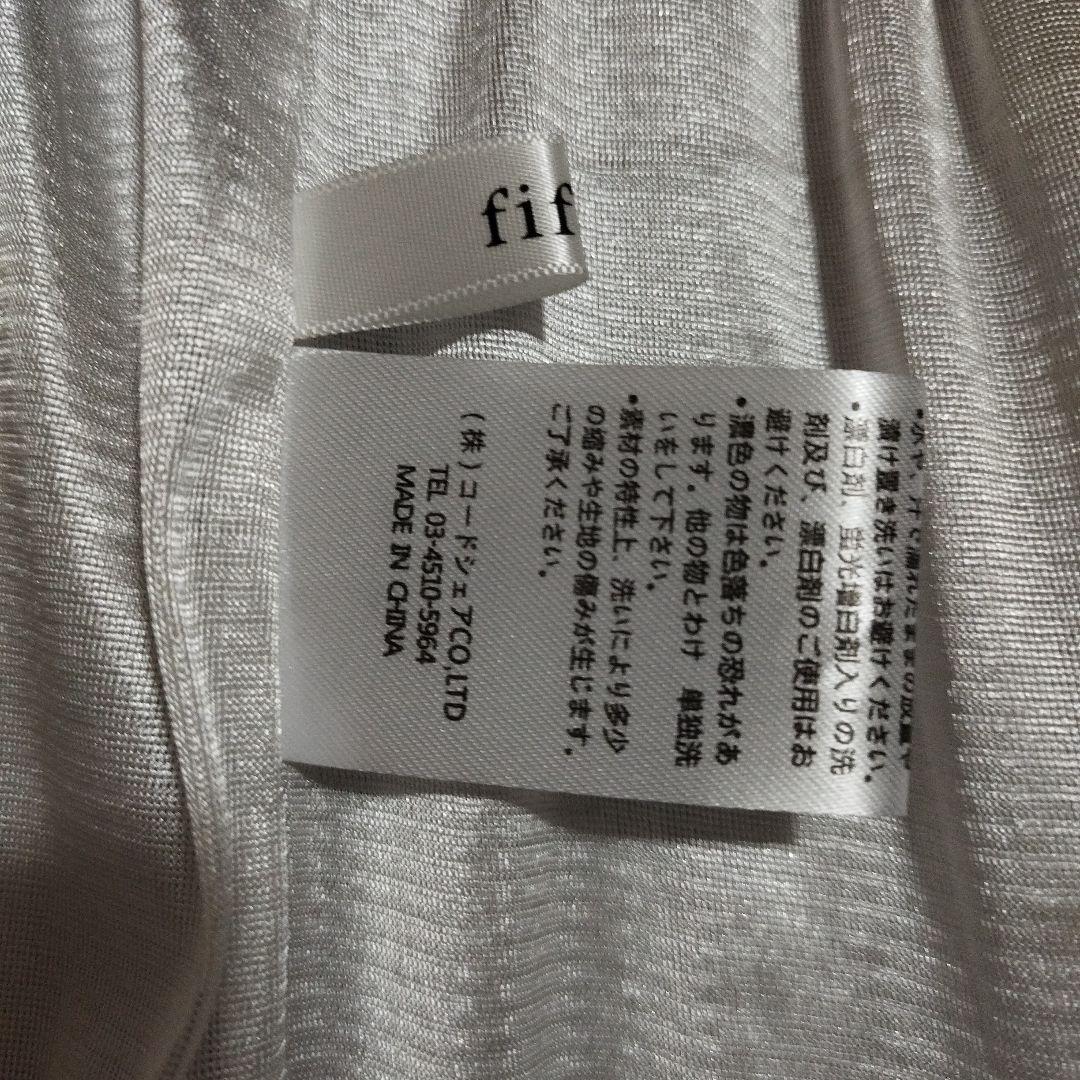 fif
漬け置き洗いはお避けください。
・漂白剤、蛍光増白剤入りの洗
剤及び、漂白剤のご使用はお
避けください。
・濃色の物は色落ちの恐れがあ
ります。他の物とわけ 単独洗
いをして下さい。
・素材の特性上、洗いにより多少
の縮みや生地の傷みが生じます。
ご了承ください。
(株)コードシェアCO,LTD
TEL 03-4510-5964
MADE IN CHINA